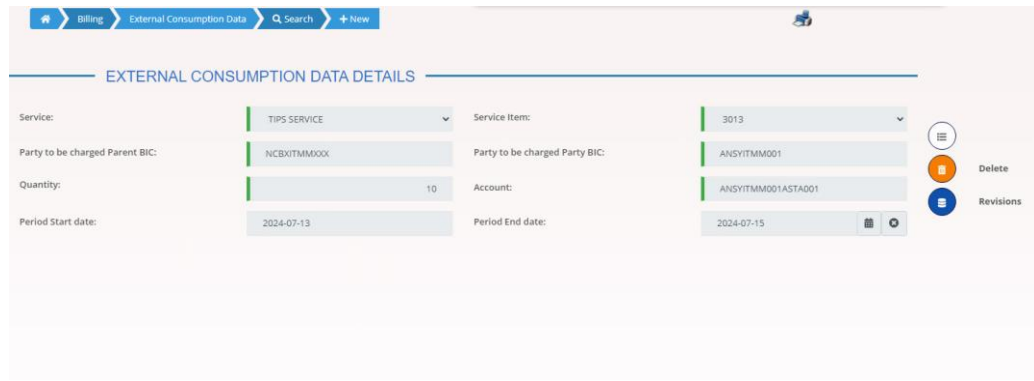 Billing External Consumption Data Search New
EXTERNAL CONSUMPTION DATA DETAILS
Service: TIPS SERVICE Service Item: 3013
Party to be charged Parent BIC: NCBXITMMXXX Party to be charged Party BIC: ANSYITMM001
Delete
Quantity: 10 Account: ANSYITMM001ASTA001
Revisions
Period Start date: 2024-07-13 Period End date: 2024-07-15